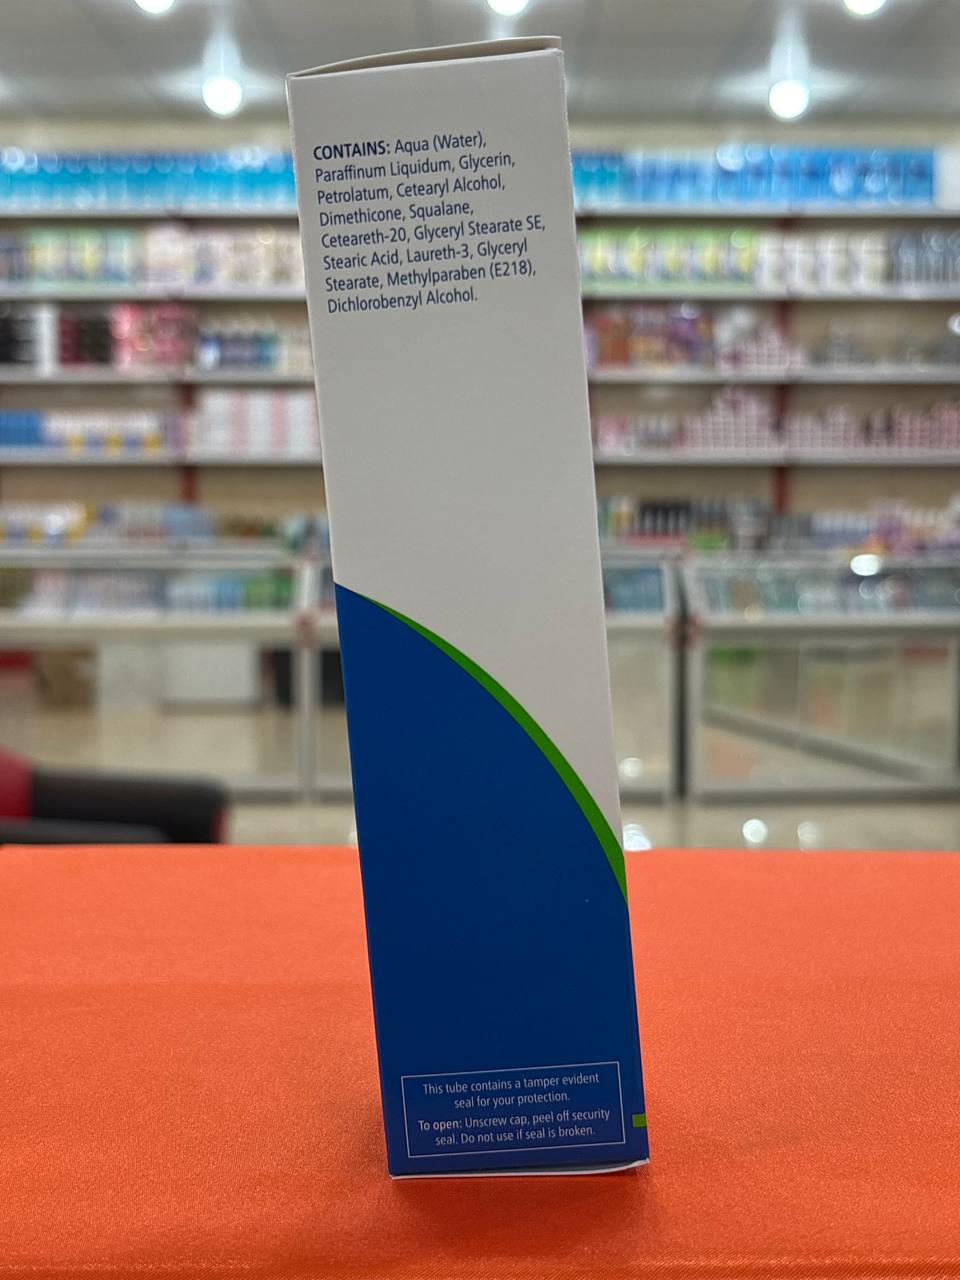 CONTAINS: Aqua (Water),
Paraffinum Liquidum, Glycerin,
Petrolatum, Cetearyl Alcohol,
Dimethicone, Squalane,
Ceteareth-20, Glyceryl Stearate SE,
Stearic Acid, Laureth-3, Glyceryl
Stearate, Methylparaben (E218),
Dichlorobenzyl Alcohol.
This tube contains a tamper evident
seal for your protection.
To open: Unscrew cap, peel off security
seal. Do not use if seal is broken.